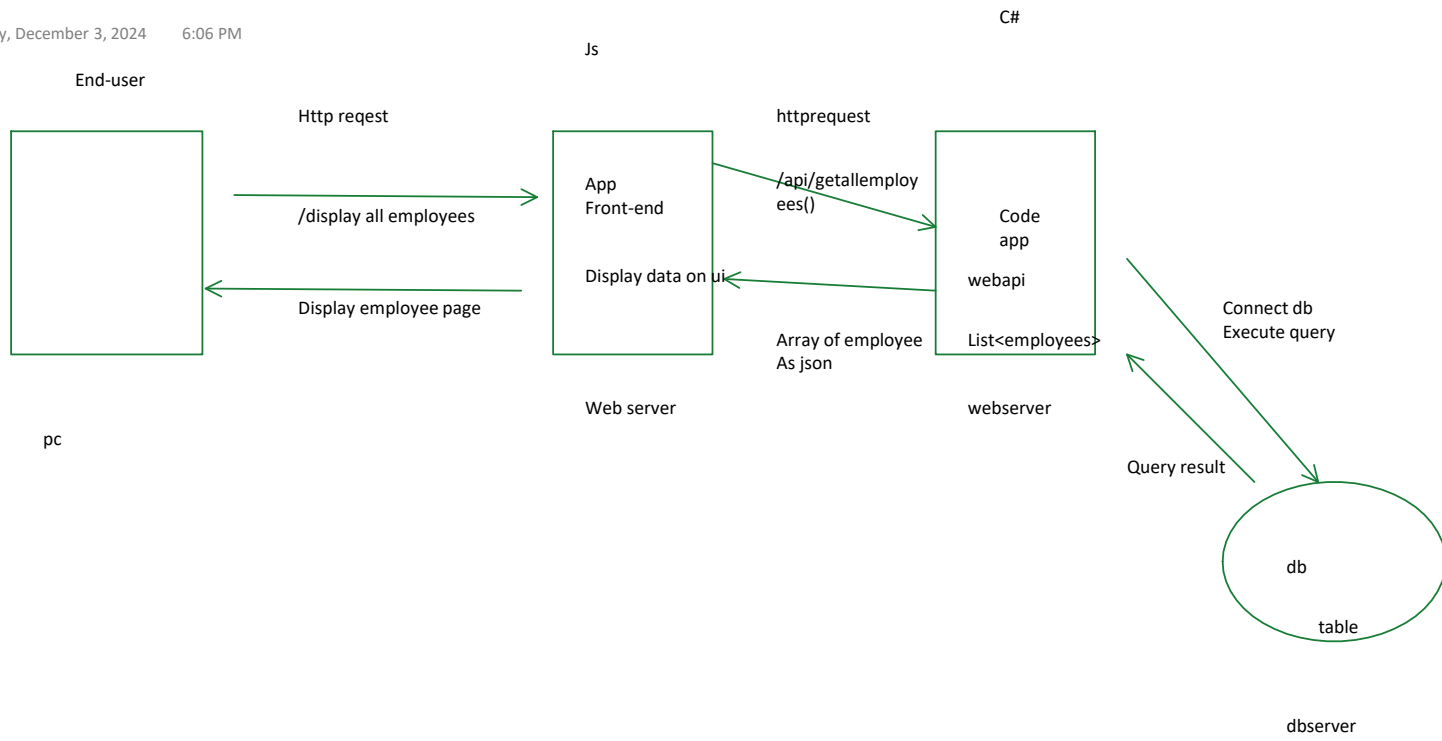 C#
y, December 3, 2024 6:06 PM
Js
End-user
Http reqest
httprequest
/api/getallemploy
ees()
App
Front-end
/display all employees
Code
app
Display data on ui
webapi
Display employee page
Connect db
Execute query
Array of employee
As json
List<employees>
Web server
webserver
pc
Query result
db
table
dbserver